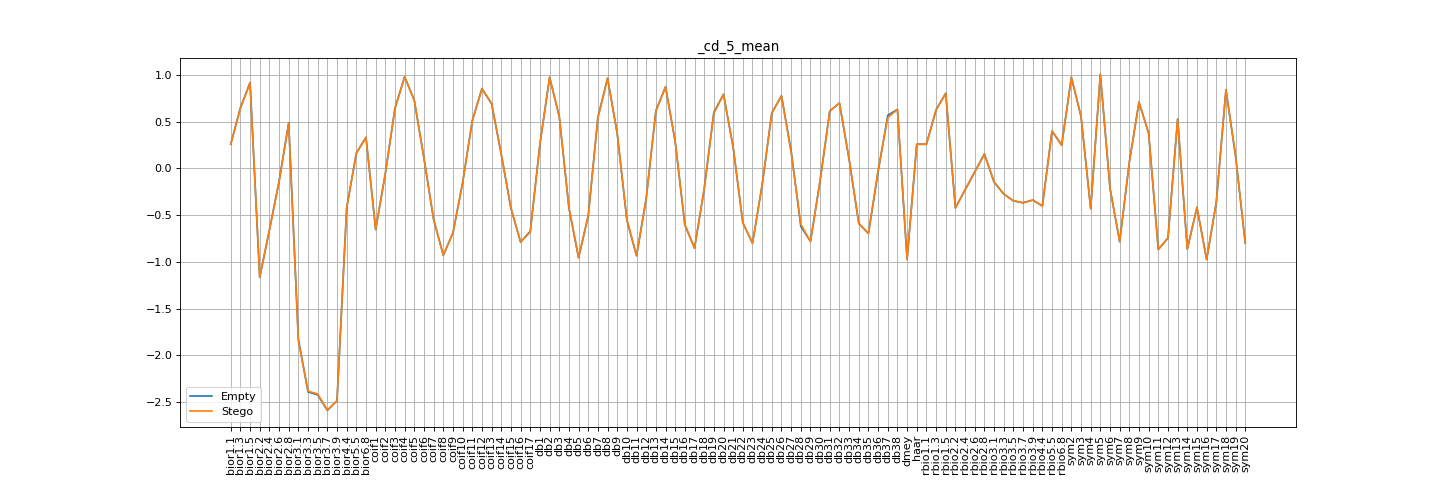 _cd_5_mean
1.0
0.5
0.0
−0.5
−1.0
−1.5
−2.0
−2.5
Empty
Stego
bior1.1
bior1.3
bior1.5
bior2.2
bior2.4
bior2.6
bior2.8
bior3.1
bior3.3
bior3.5
bior3.7
bior3.9
bior4.4
bior5.5
bior6.8
coif1
coif2
coif3
coif4
coif5
coif6
coif7
coif8
coif9
coif10
coif11
coif12
coif13
coif14
coif15
coif16
coif17
db1
db2
db3
db4
db5
db6
db7
db8
db9
db10
db11
db12
db13
db14
db15
db16
db17
db18
db19
db20
db21
db22
db23
db24
db25
db26
db27
db28
db29
db30
db31
db32
db33
db34
db35
db36
db37
db38
dmey
haar
rbio1.1
rbio1.3
rbio1.5
rbio2.2
rbio2.4
rbio2.6
rbio2.8
rbio3.1
rbio3.3
rbio3.5
rbio3.7
rbio3.9
rbio4.4
rbio5.5
rbio6.8
sym2
sym3
sym4
sym5
sym6
sym7
sym8
sym9
sym10
sym11
sym12
sym13
sym14
sym15
sym16
sym17
sym18
sym19
sym20